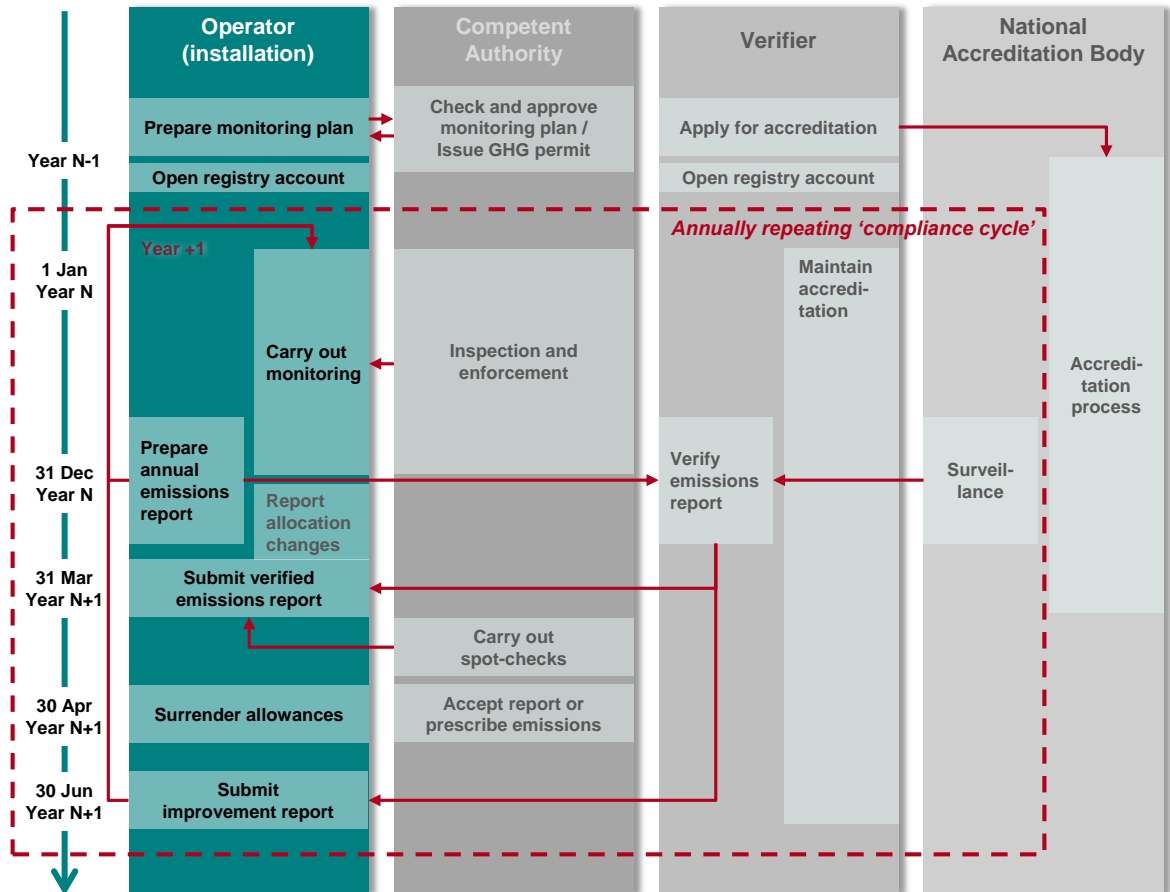 Operator
(installation)
Competent
Authority
Verifier
National
Accreditation Body
Year N-1
Prepare monitoring plan
Check and approve
monitoring plan /
Issue GHG permit
Apply for accreditation
Open registry account
Open registry account
Annually repeating ‘compliance cycle’
Year +1
1 Jan
Year N
Maintain
accredi-
tation
Carry out
monitoring
Inspection and
enforcement
Accredi-
tation
process
31 Dec
Year N
Prepare
annual
emissions
report
Verify
emissions
report
Surveil-
lance
Report
allocation
changes
31 Mar
Year N+1
Submit verified
emissions report
Carry out
spot-checks
30 Apr
Year N+1
Surrender allowances
Accept report or
prescribe emissions
30 Jun
Year N+1
Submit
improvement report